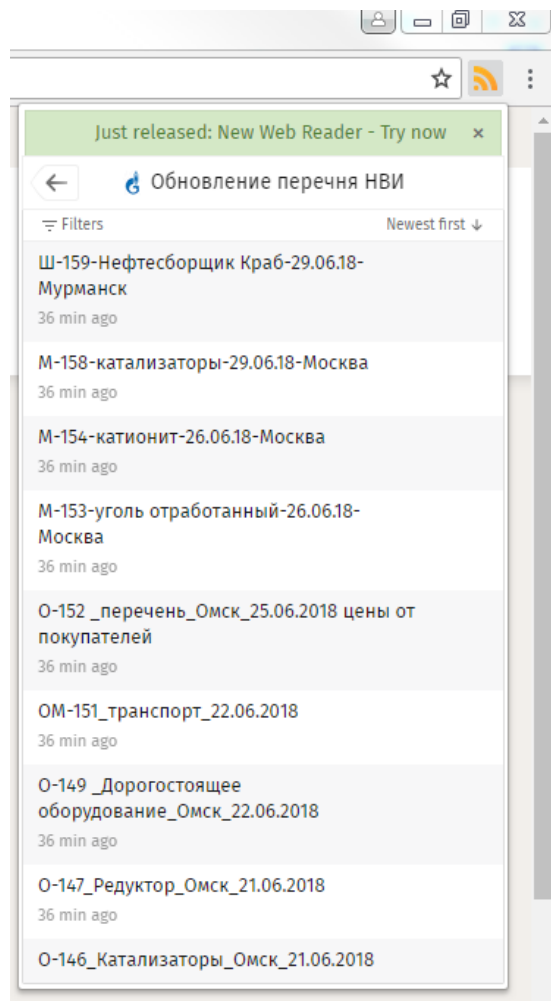 Just released: New Web Reader - Try now ×
Обновление перечня НВИ
Filters Newest first ↓
Ш-159-Нефтесборщик Краб-29.06.18-
Мурманск
36 min ago
М-158-катализаторы-29.06.18-Москва
36 min ago
М-154-катионит-26.06.18-Москва
36 min ago
М-153-уголь отработанный-26.06.18-
Москва
36 min ago
О-152 _перечень_Омск_25.06.2018 цены от
покупателей
36 min ago
ОМ-151_транспорт_22.06.2018
36 min ago
О-149 _Дорогостоящее
оборудование_Омск_22.06.2018
36 min ago
О-147_Редуктор_Омск_21.06.2018
36 min ago
О-146_Катализаторы_Омск_21.06.2018